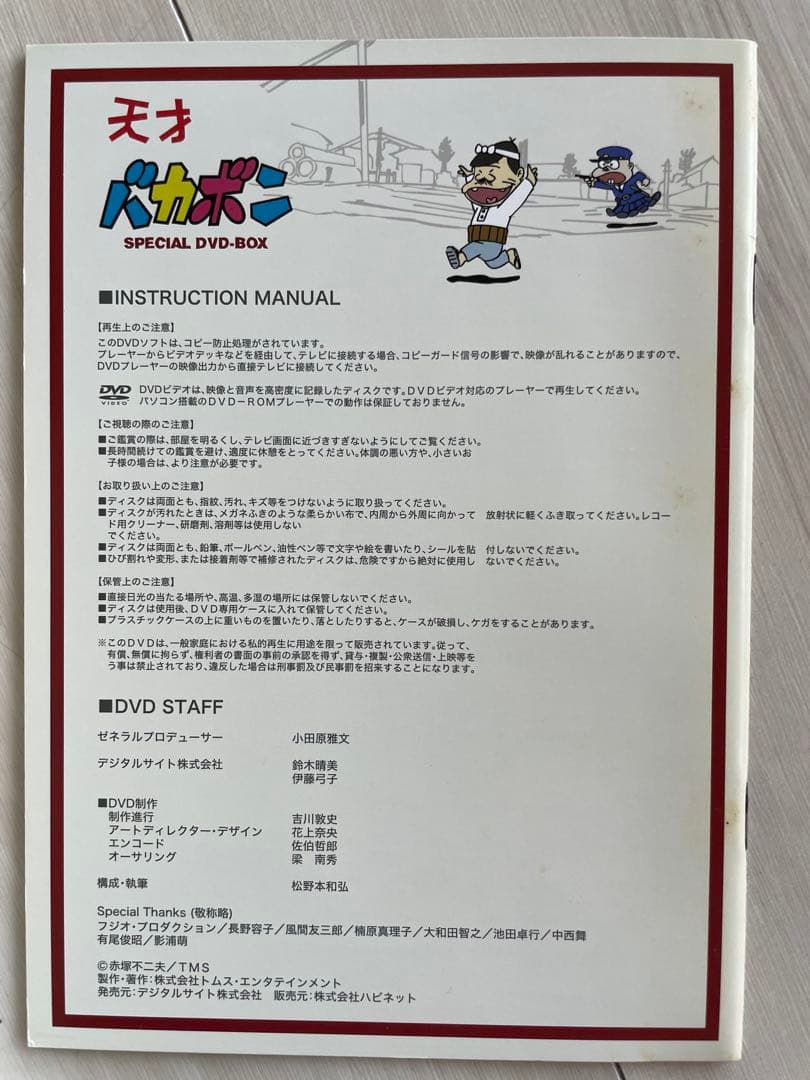 天才
バカボン
SPECIAL DVD-BOX
■INSTRUCTION MANUAL
【再生上のご注意】
このDVDソフトは、コピー防止処理がされています。
プレーヤーからビデオデッキなどを経由して、テレビに接続する場合、コピーガード信号の影響で、映像が乱れることがありますので、
DVDプレーヤーの映像出力から直接テレビに接続してください。
DVD VIDEO
DVDビデオは、映像と音声を高密度に記録したディスクです。DVDビデオ対応のプレーヤーで再生してください。
パソコン搭載のDVD－ROMプレーヤーでの動作は保証しておりません。
【ご視聴の際のご注意】
■ご鑑賞の際は、部屋を明るくし、テレビ画面に近づきすぎないようにしてご覧ください。
■長時間続けての鑑賞を避け、適度に休憩をとってください。体調の悪い方や、小さいお
子様の場合は、より注意が必要です。
【お取り扱い上のご注意】
■ディスクは両面とも、指紋、汚れ、キズ等をつけないように取り扱ってください。
■ディスクが汚れたときは、メガネふきのような柔らかい布で、内周から外周に向かって　放射状に軽くふき取ってください。レコー
ド用クリーナー、研磨剤、溶剤等は使用しない
でください。
■ディスクは両面とも、鉛筆、ボールペン、油性ペン等で文字や絵を書いたり、シールを貼　付しないでください。
■ひび割れや変形、または接着剤等で補修されたディスクは、危険ですから絶対に使用し　ないでください。
【保管上のご注意】
■直接日光の当たる場所や、高温、多湿の場所には保管しないでください。
■ディスクは使用後、DVD専用ケースに入れて保管してください。
■プラスチックケースの上に重いものを置いたり、落としたりすると、ケースが破損し、ケガをすることがあります。
※このDVDは、一般家庭における私的再生に用途を限って販売されています。従って、
有償、無償に拘らず、権利者の書面の事前の承認を得ず、貸与・複製・公衆送信・上映等を
う事は禁止されており、違反した場合は刑事罰及び民事罰を招来することになります。
■DVD STAFF
ゼネラルプロデューサー　小田原雅文
デジタルサイト株式会社　鈴木晴美
伊藤弓子
■DVD制作
制作進行　吉川敦史
アートディレクター・デザイン　花上奈央
エンコード　佐伯哲郎
オーサリング　梁　南秀
構成・執筆　松野本和弘
Special Thanks (敬称略)
フジオ・プロダクション／長野容子／風間友三郎／楠原真理子／大和田智之／池田卓行／中西舞
有尾俊昭／影浦萌
©赤塚不二夫／TMS
製作・著作：株式会社トムス・エンタテインメント
発売元：デジタルサイト株式会社　販売元：株式会社ハピネット